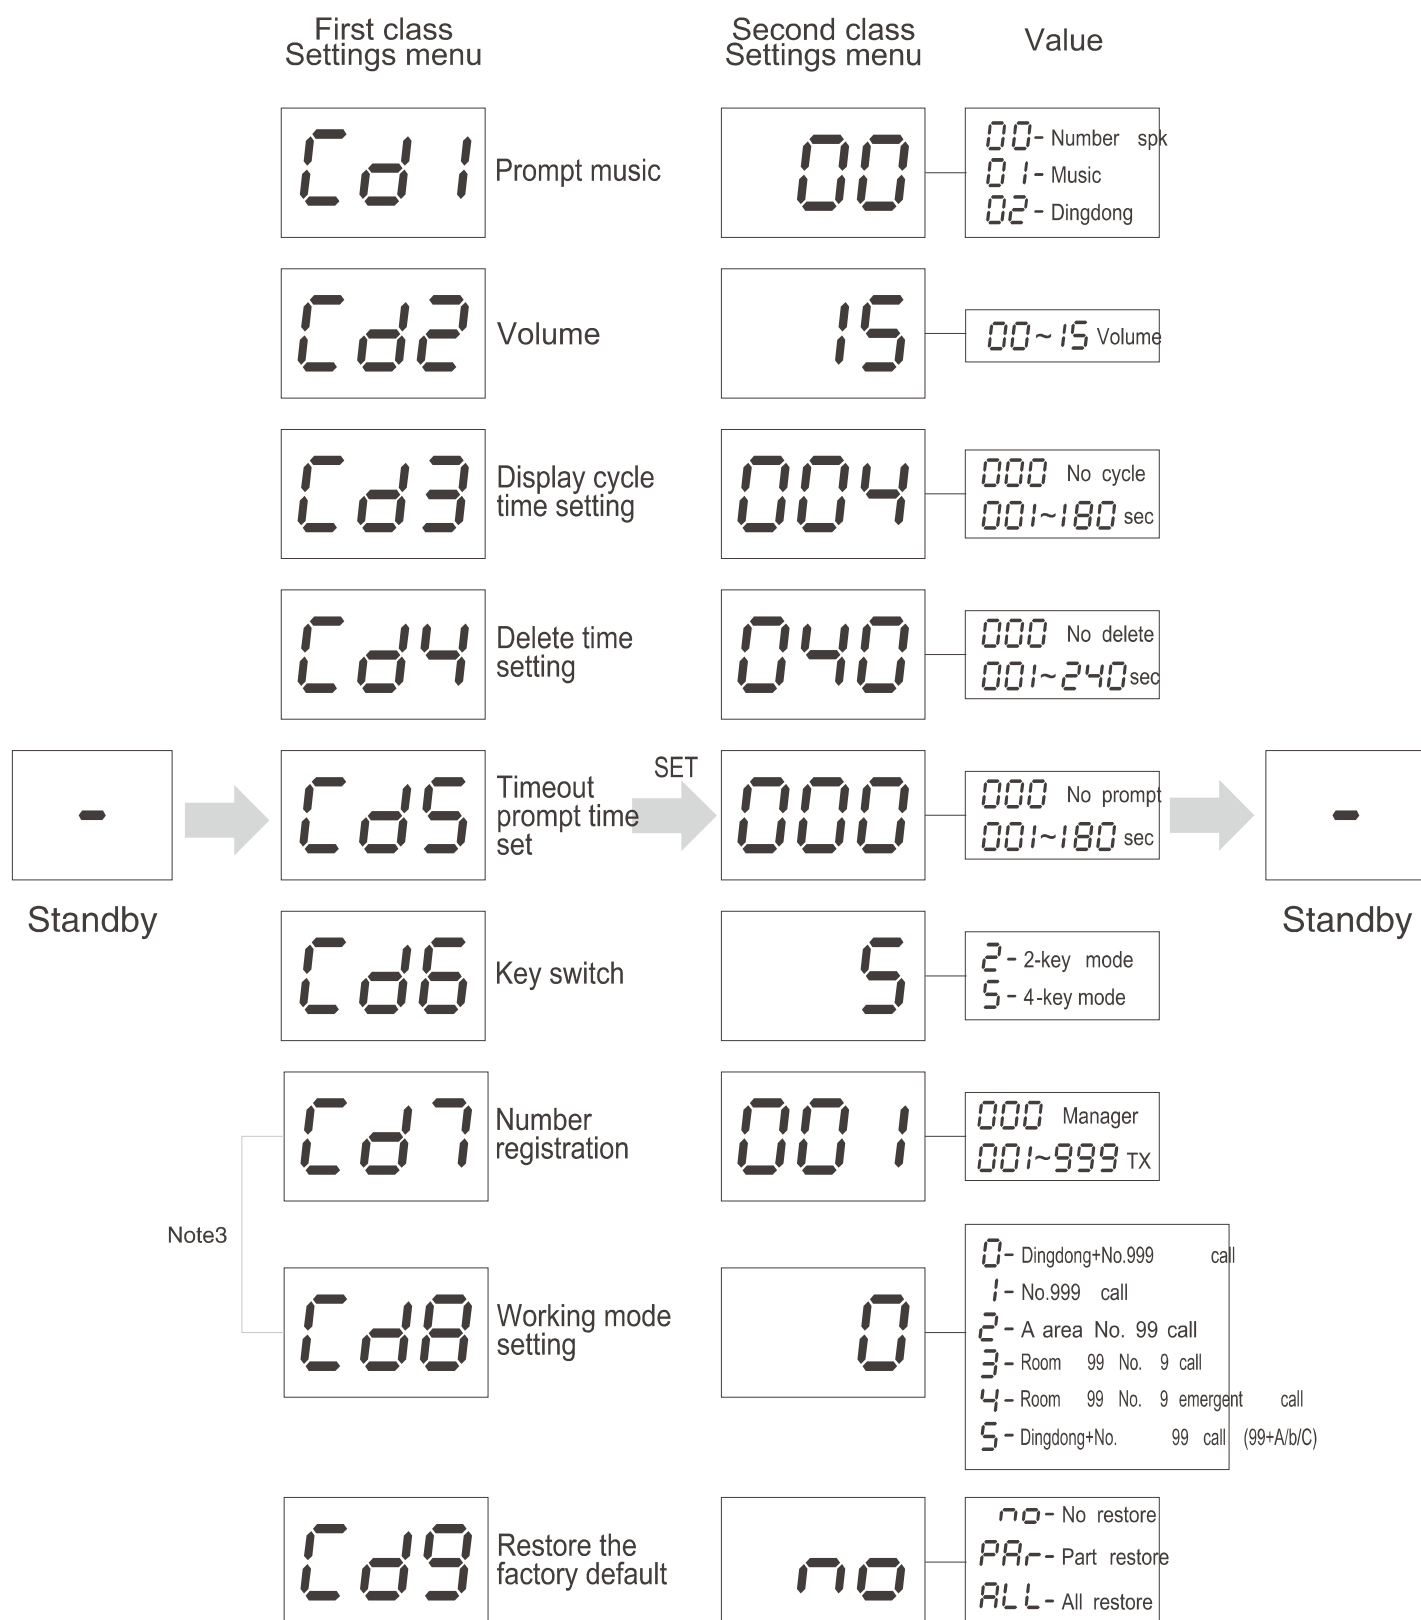 First class
Settings menu
Second class
Settings menu
Value
Cd1
Prompt music
00
00- Number spk
01- Music
02- Dingdong
Cd2
Volume
15
00~15 Volume
Cd3
Display cycle
time setting
004
000 No cycle
001~180 sec
Cd4
Delete time
setting
040
000 No delete
001~240 sec
-
Standby
Cd5
Timeout
prompt time
set
SET
000
000 No prompt
001~180 sec
-
Standby
Cd6
Key switch
5
2- 2-key mode
5- 4-key mode
Note3
Cd7
Number
registration
001
000 Manager
001~999 TX
Cd8
Working mode
setting
0
0- Dingdong+No.999 call
1- No.999 call
2- A area No. 99 call
3- Room 99 No. 9 call
4- Room 99 No. 9 emergent call
5- Dingdong+No. 99 call (99+A/b/C)
Cd9
Restore the
factory default
no
no- No restore
PAr- Part restore
ALL- All restore